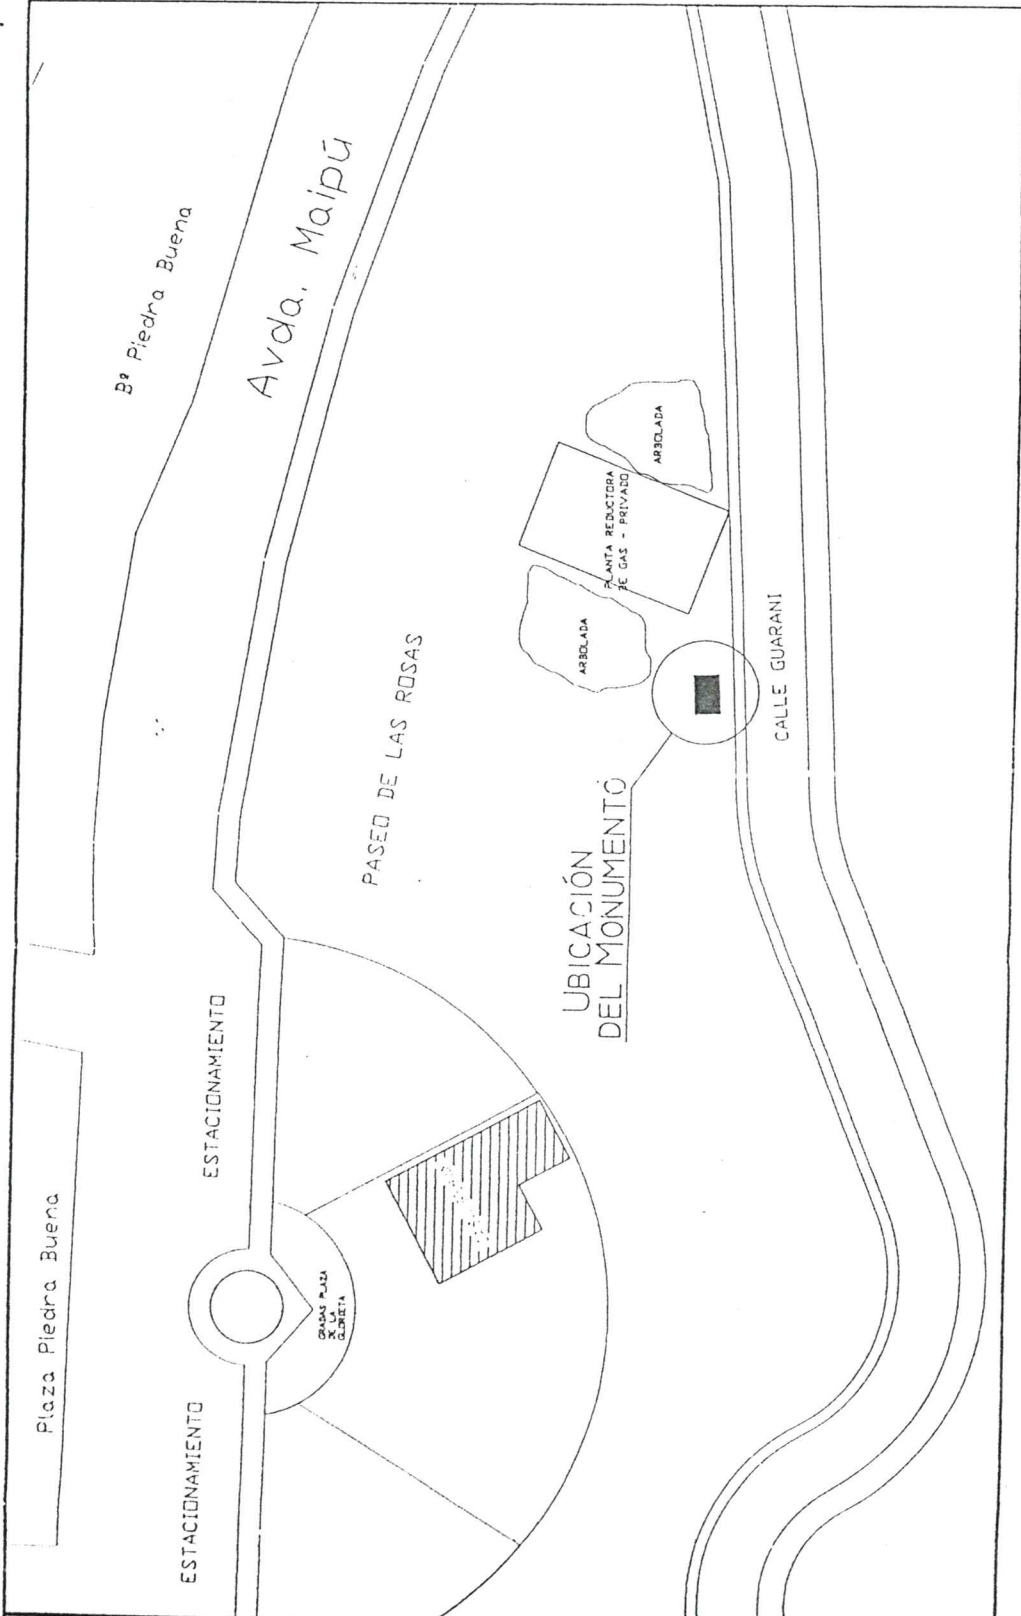 Bº Piedra Buena
Avda. Maipú
PASEO DE LAS ROSAS
ARBOLADA
PLANTA REDUCTORA
DE GAS - PRIVADO
ARBOLADA
CALLE GUARANI
UBICACIÓN
DEL MONUMENTO
Plaza Piedra Buena
ESTACIONAMIENTO
ESTACIONAMIENTO
GRADAS PLAZA
DE LA
GLORIETA